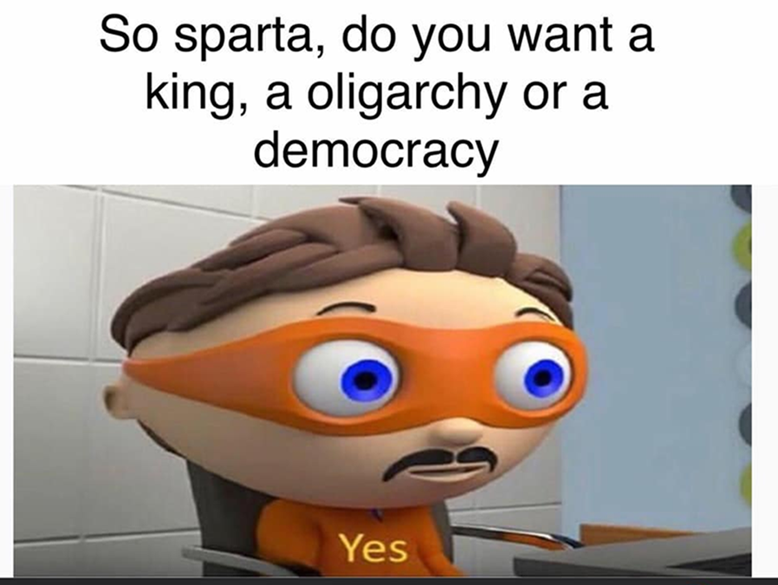 So sparta, do you want a
king, a oligarchy or a
democracy
Yes